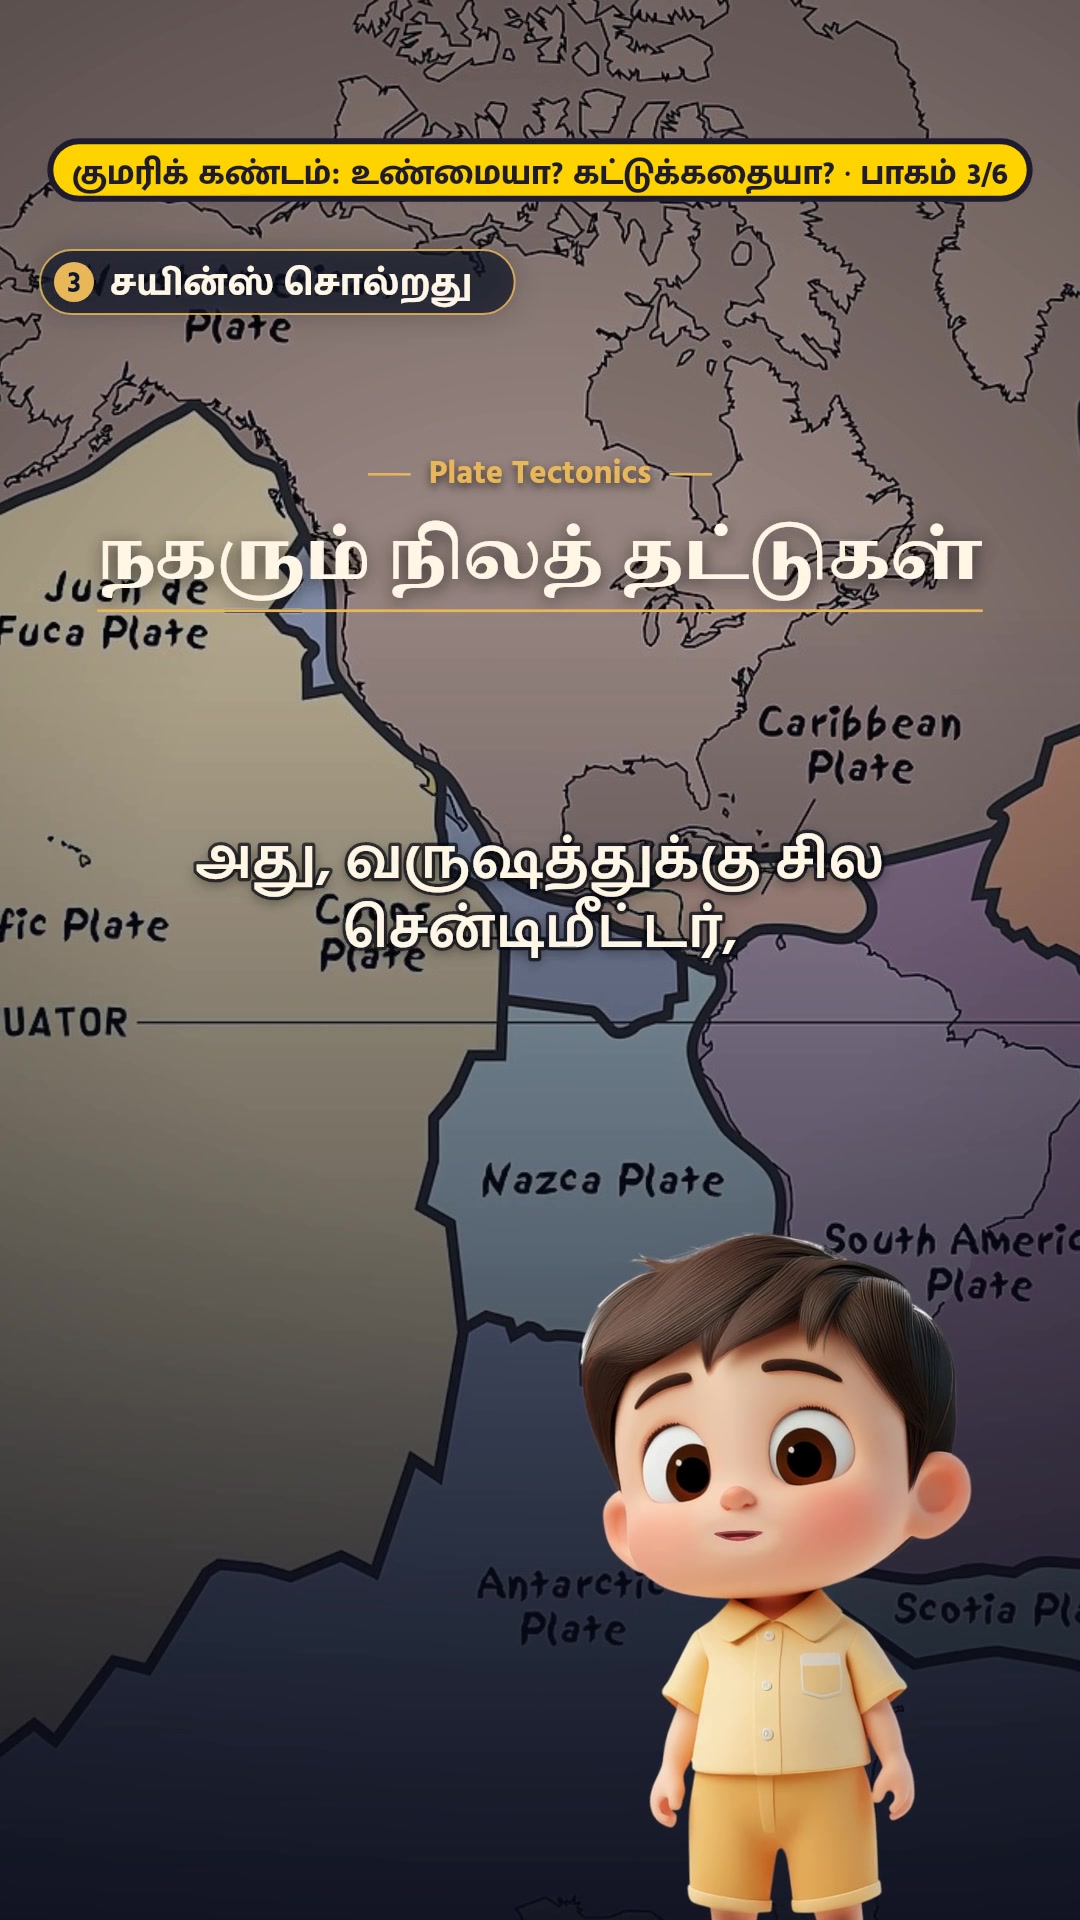 குமரிக் கண்டம்: உண்மையா? கட்டுக்கதையா? · பாகம் 3/6
3 சயின்ஸ் சொல்றது
Plate
Plate Tectonics
நகரும் நிலத் தட்டுகள்
Juan de
Fuca Plate
Caribbean
Plate
அது, வருஷத்துக்கு சில
சென்டிமீட்டர்,
fic Plate
Cocos
Plate
UATOR
Nazca Plate
South Americ
Plate
Antarctic
Plate
Scotia Pla